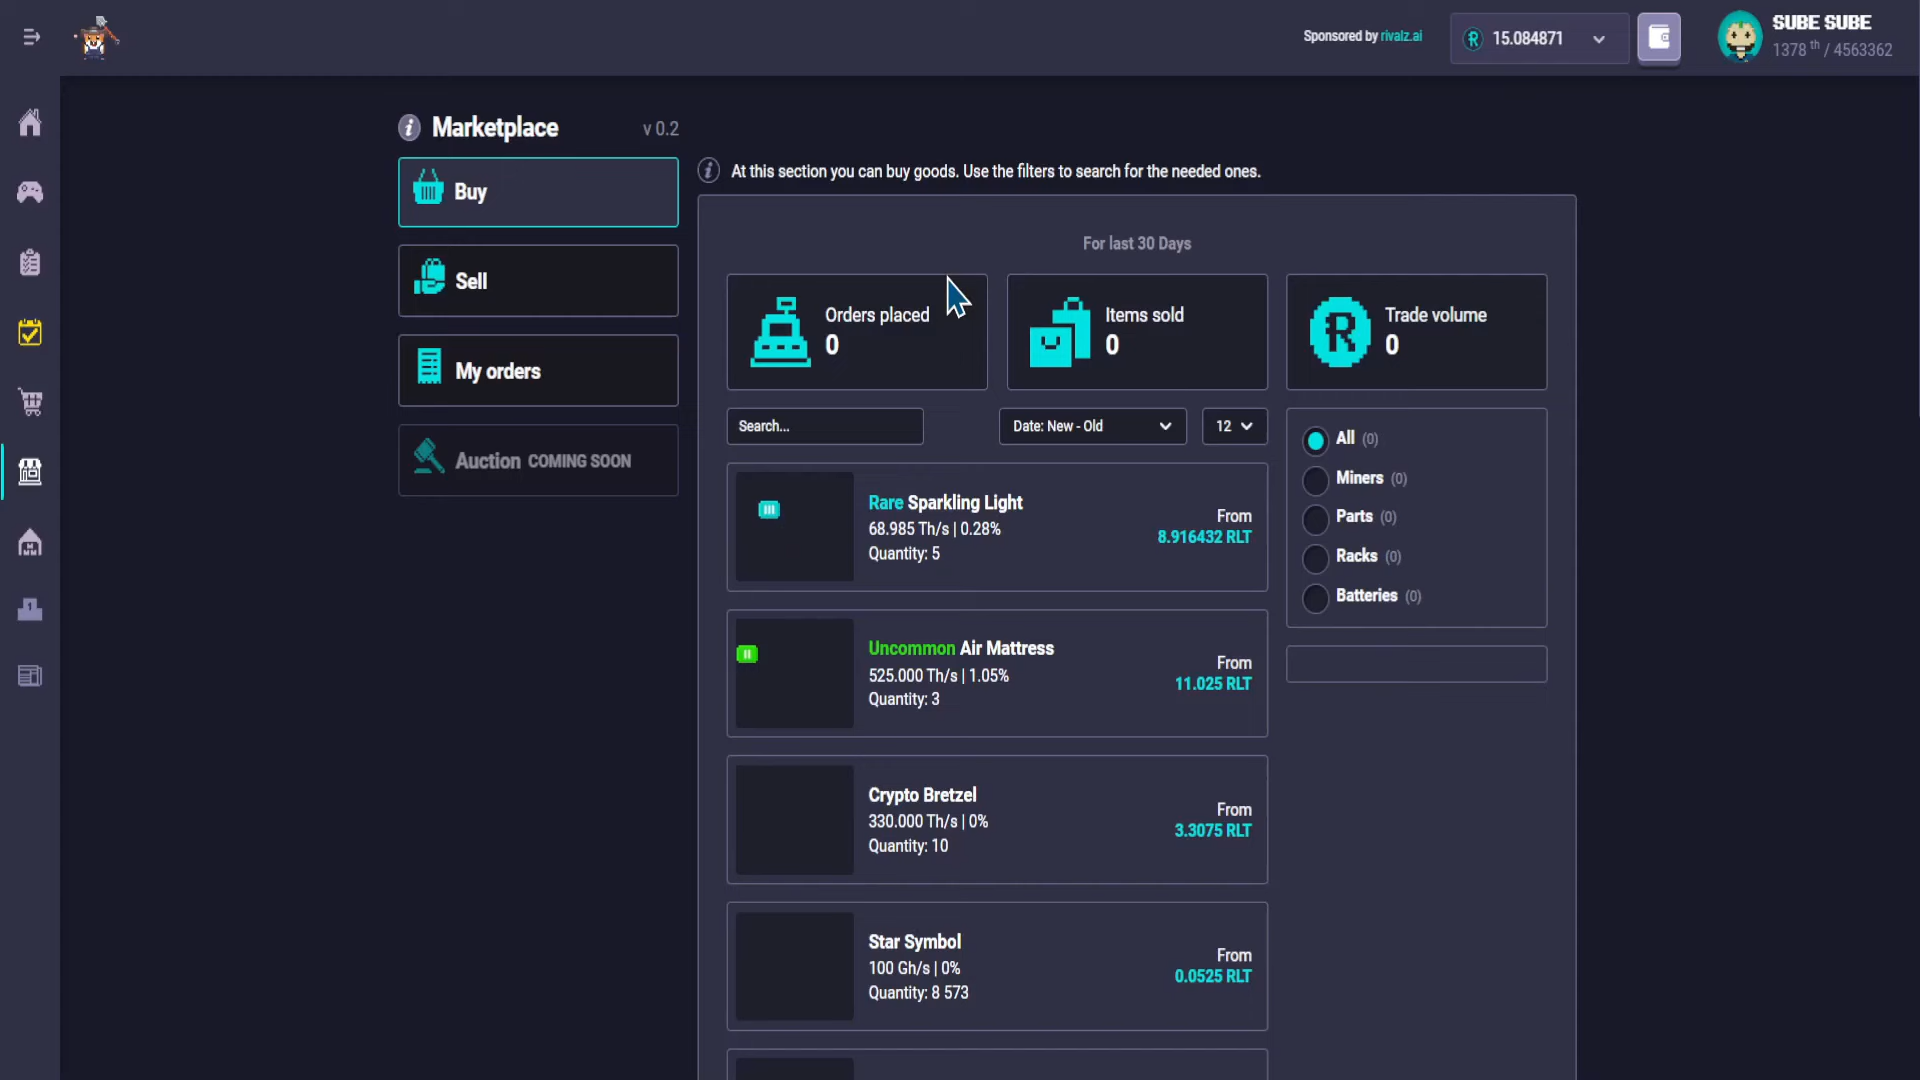 Sponsored by rivalz.ai
15.084871
SUBE SUBE
1378 th / 4563362
Marketplace
v 0.2
Buy
Sell
My orders
Auction COMING SOON
At this section you can buy goods. Use the filters to search for the needed ones.
For last 30 Days
Orders placed
0
Items sold
0
Trade volume
0
Search...
Date: New - Old
12
All (0)
Miners (0)
Parts (0)
Racks (0)
Batteries (0)
Rare Sparkling Light
68.985 Th/s | 0.28%
Quantity: 5
From
8.916432 RLT
Uncommon Air Mattress
525.000 Th/s | 1.05%
Quantity: 3
From
11.025 RLT
Crypto Bretzel
330.000 Th/s | 0%
Quantity: 10
From
3.3075 RLT
Star Symbol
100 Gh/s | 0%
Quantity: 8 573
From
0.0525 RLT